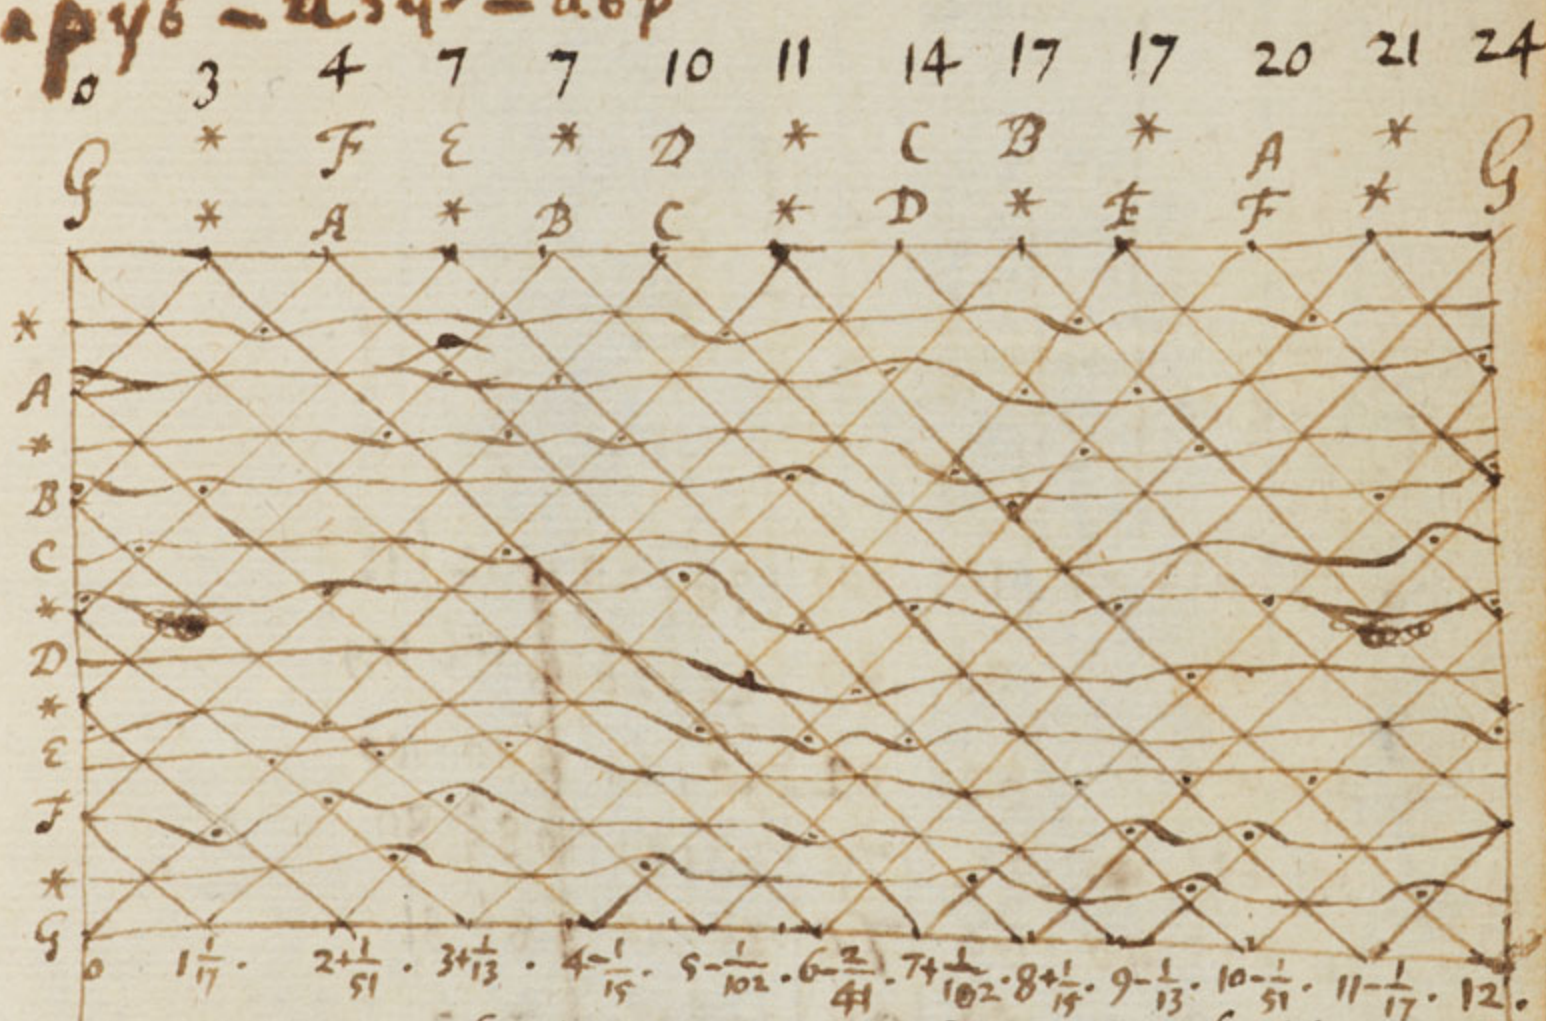 0 3 4 7 7 10 11 14 17 17 20 21 24
G * F E * D * C B * A * G
* A * B C * D * E F *
*
A
*
B
C
*
D
*
E
F
*
G
0 1 1/17 . 2+1/51 . 3+1/13 . 4-1/15 . 5-1/102 . 6-2/41 . 7+1/102 . 8+1/15 . 9-1/13 . 10-1/51 . 11-1/17 . 12 .